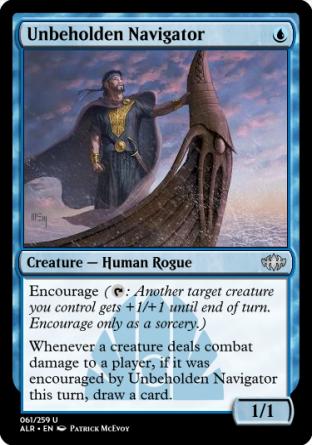 Unbeholden Navigator
Creature — Human Rogue
Encourage (T: Another target creature
you control gets +1/+1 until end of turn.
Encourage only as a sorcery.)
Whenever a creature deals combat
damage to a player, if it was
encouraged by Unbeholden Navigator
this turn, draw a card.
1/1
061/259 U
ALR • EN PATRICK MCEVOY